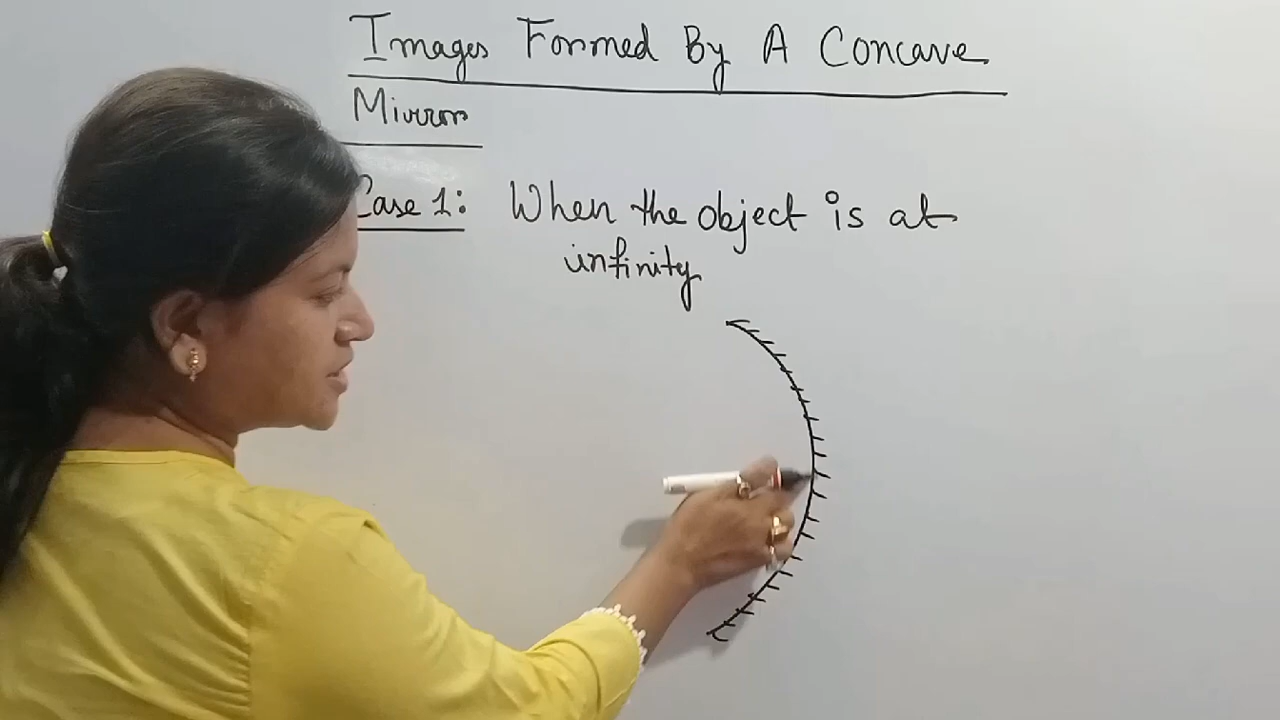 Images Formed By A Concave
Mirror
Case 1: When the object is at
infinity